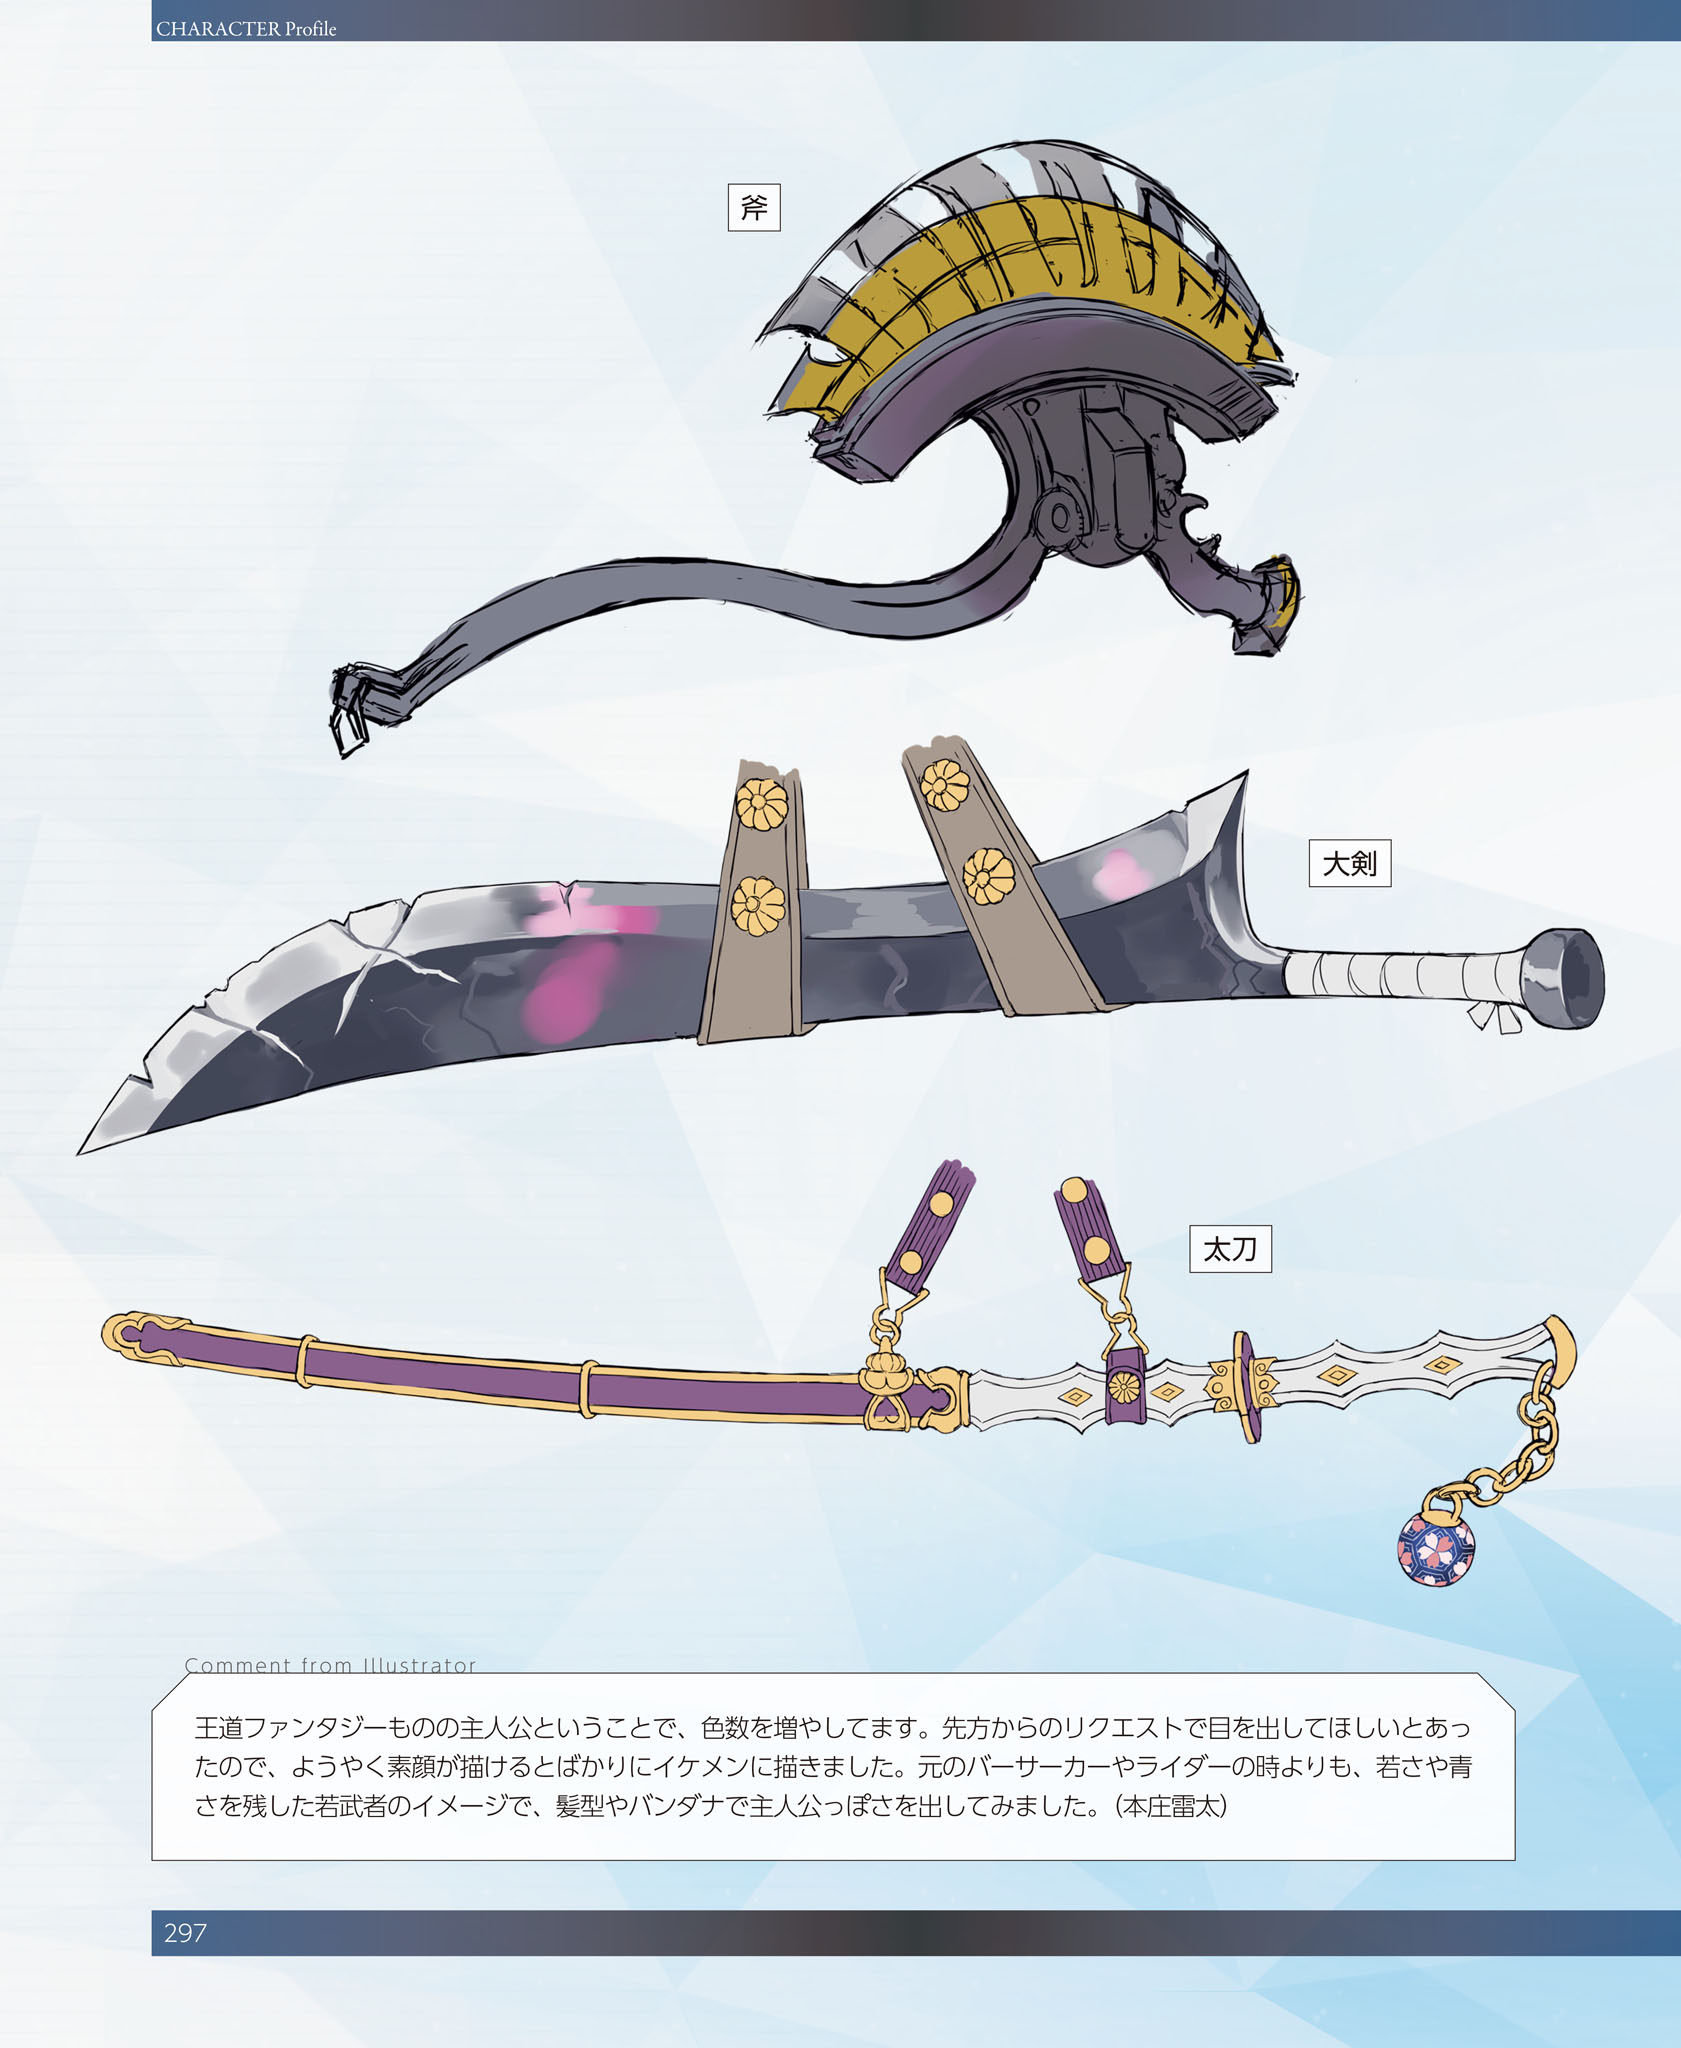 CHARACTER Profile
斧
大剣
太刀
Comment from Illustrator
王道ファンタジーものの主人公ということで、色数を増やしてます。先方からのリクエストで目を出してほしいとあっ
たので、ようやく素顔が描けるとばかりにイケメンに描きました。元のバーサーカーやライダーの時よりも、若さや青
さを残した若武者のイメージで、髪型やバンダナで主人公っぽさを出してみました。（本庄雷太）
297